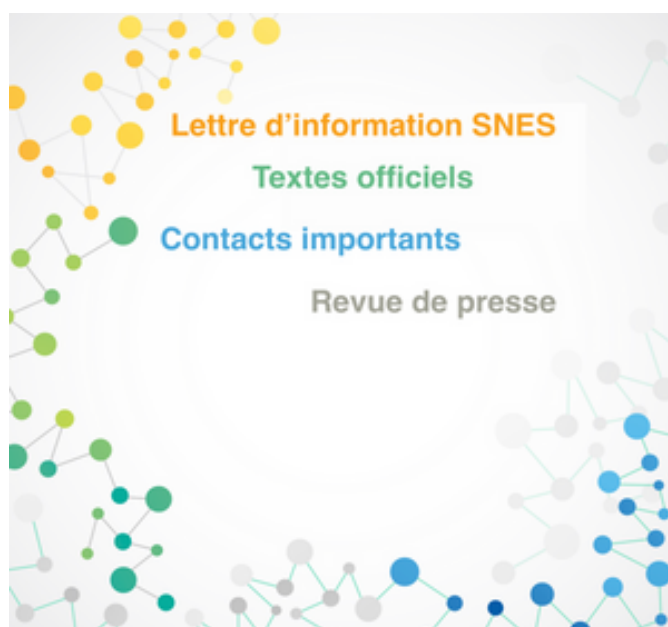 Lettre d'information SNES
Textes officiels
Contacts importants
Revue de presse